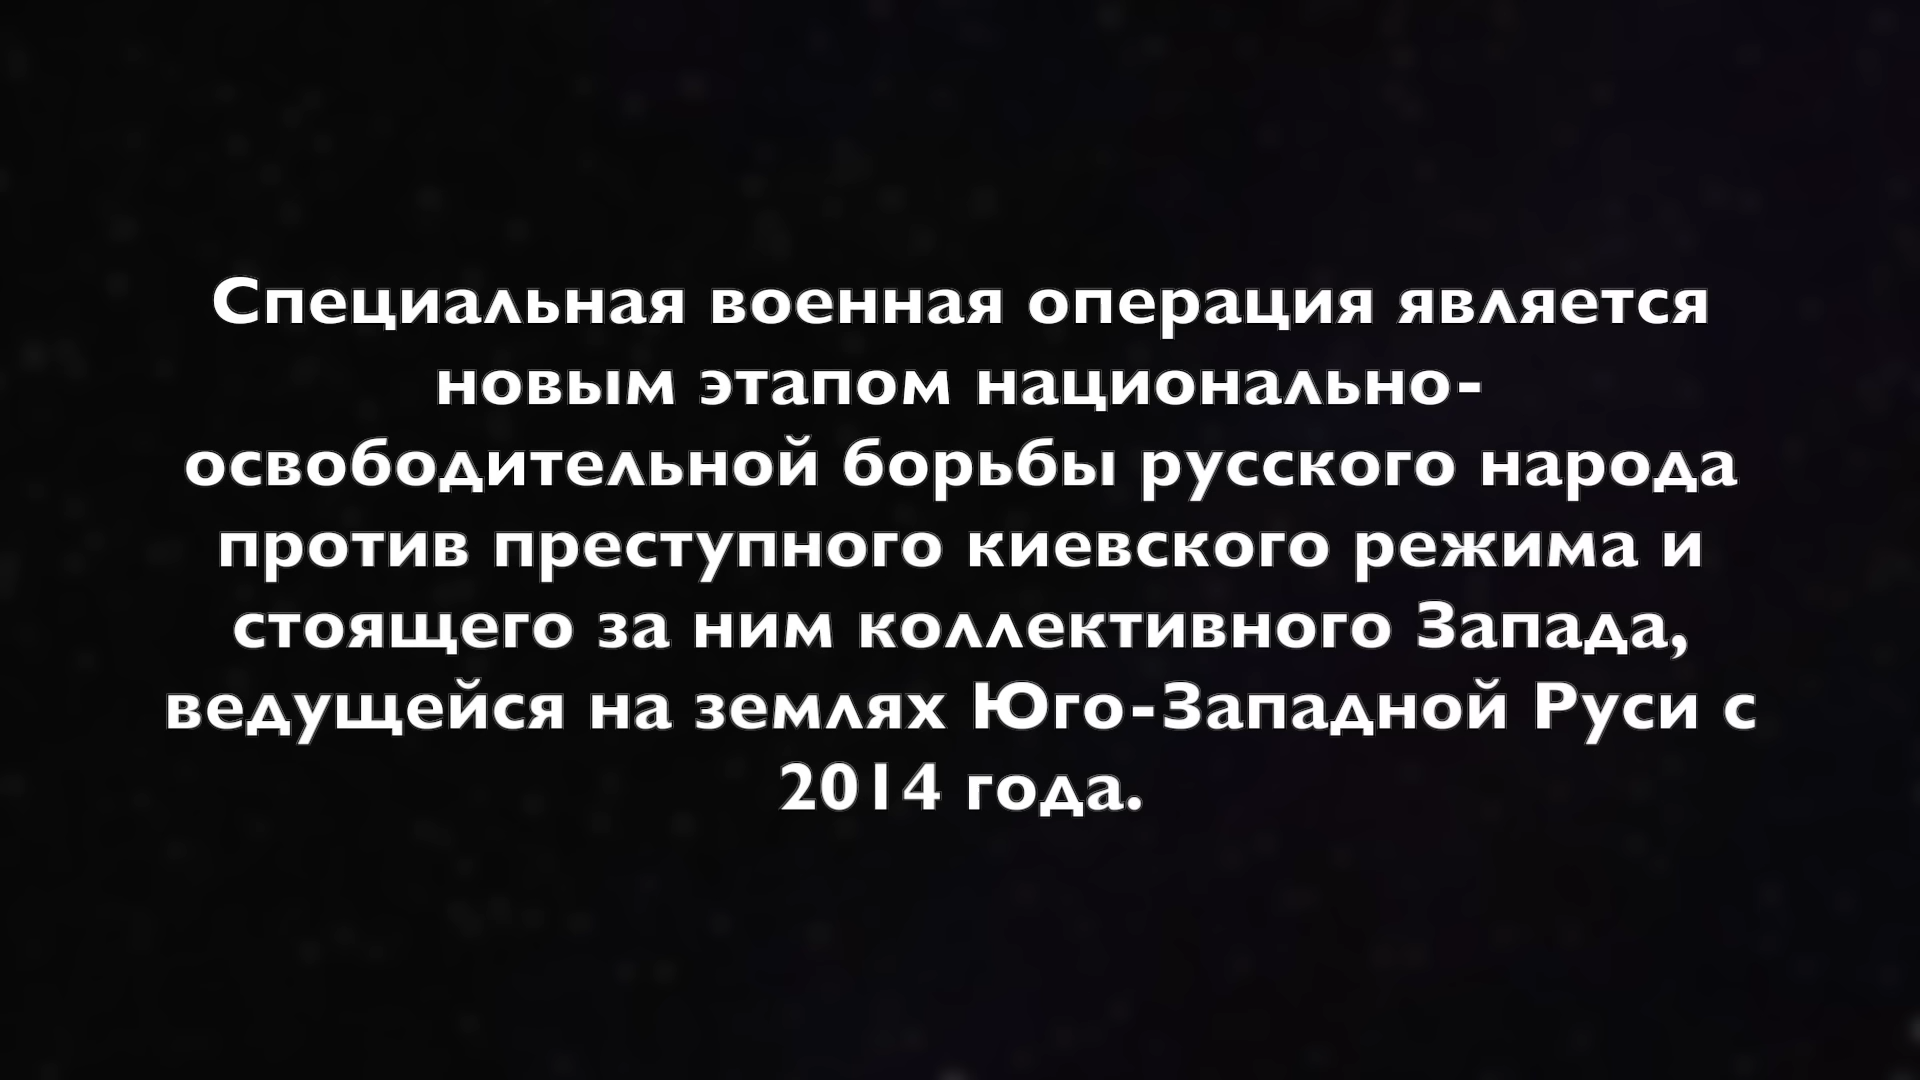 Специальная военная операция является
новым этапом национально-
освободительной борьбы русского народа
против преступного киевского режима и
стоящего за ним коллективного Запада,
ведущейся на землях Юго-Западной Руси с
2014 года.